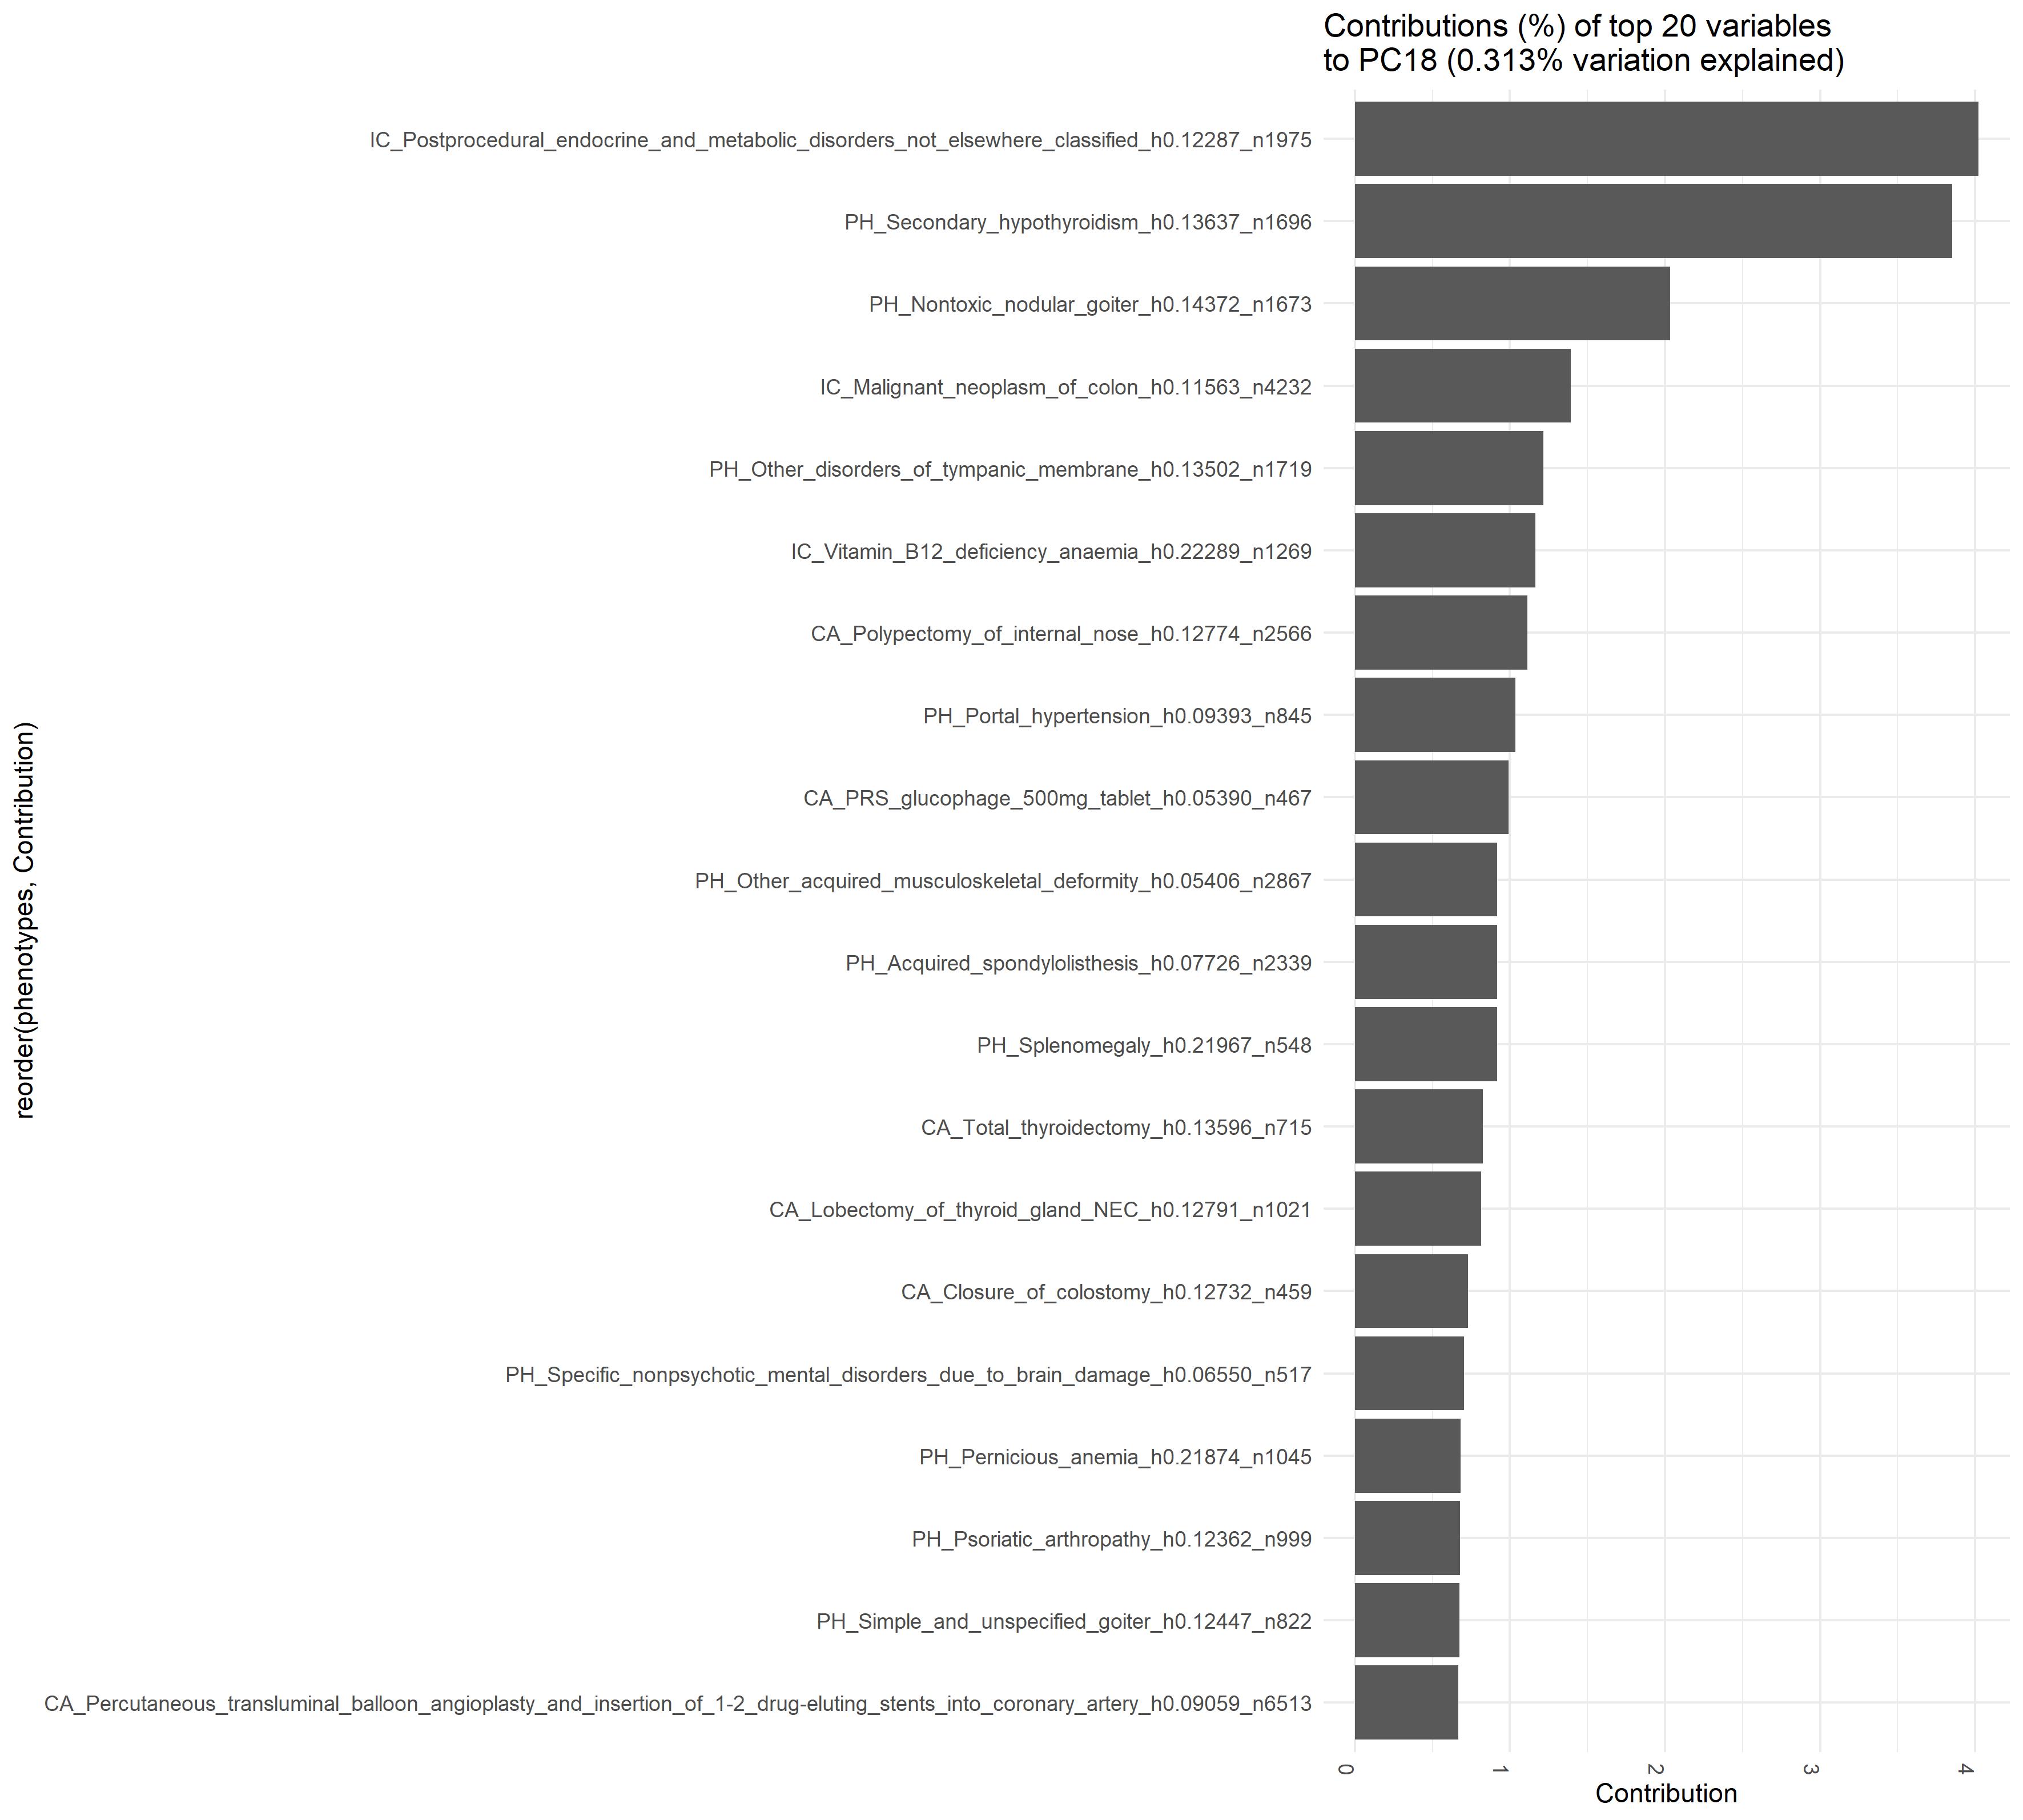 Contributions (%) of top 20 variables
to PC18 (0.313% variation explained)
IC_Postprocedural_endocrine_and_metabolic_disorders_not_elsewhere_classified_h0.12287_n1975
PH_Secondary_hypothyroidism_h0.13637_n1696
PH_Nontoxic_nodular_goiter_h0.14372_n1673
IC_Malignant_neoplasm_of_colon_h0.11563_n4232
PH_Other_disorders_of_tympanic_membrane_h0.13502_n1719
IC_Vitamin_B12_deficiency_anaemia_h0.22289_n1269
CA_Polypectomy_of_internal_nose_h0.12774_n2566
PH_Portal_hypertension_h0.09393_n845
CA_PRS_glucophage_500mg_tablet_h0.05390_n467
PH_Other_acquired_musculoskeletal_deformity_h0.05406_n2867
PH_Acquired_spondylolisthesis_h0.07726_n2339
PH_Splenomegaly_h0.21967_n548
CA_Total_thyroidectomy_h0.13596_n715
CA_Lobectomy_of_thyroid_gland_NEC_h0.12791_n1021
CA_Closure_of_colostomy_h0.12732_n459
PH_Specific_nonpsychotic_mental_disorders_due_to_brain_damage_h0.06550_n517
PH_Pernicious_anemia_h0.21874_n1045
PH_Psoriatic_arthropathy_h0.12362_n999
PH_Simple_and_unspecified_goiter_h0.12447_n822
CA_Percutaneous_transluminal_balloon_angioplasty_and_insertion_of_1-2_drug-eluting_stents_into_coronary_artery_h0.09059_n6513
reorder(phenotypes, Contribution)
0 1 2 3 4
Contribution